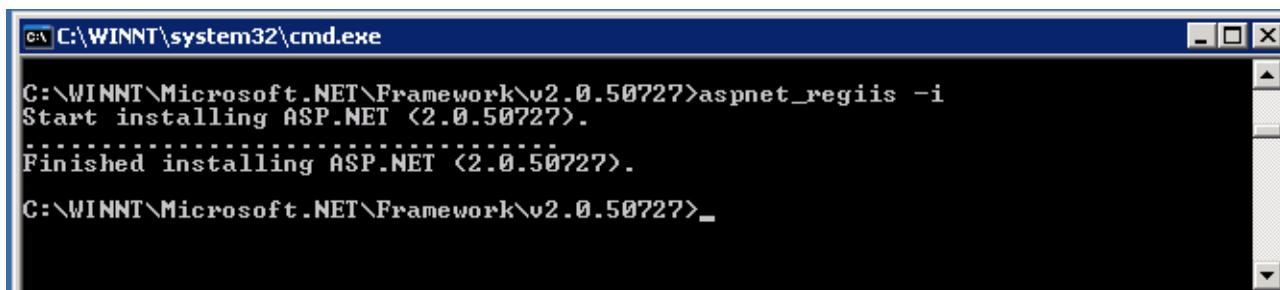 C:\WINNT\system32\cmd.exe
C:\WINNT\Microsoft.NET\Framework\v2.0.50727>aspnet_regiis -i
Start installing ASP.NET (2.0.50727).
...................................
Finished installing ASP.NET (2.0.50727).
C:\WINNT\Microsoft.NET\Framework\v2.0.50727>_